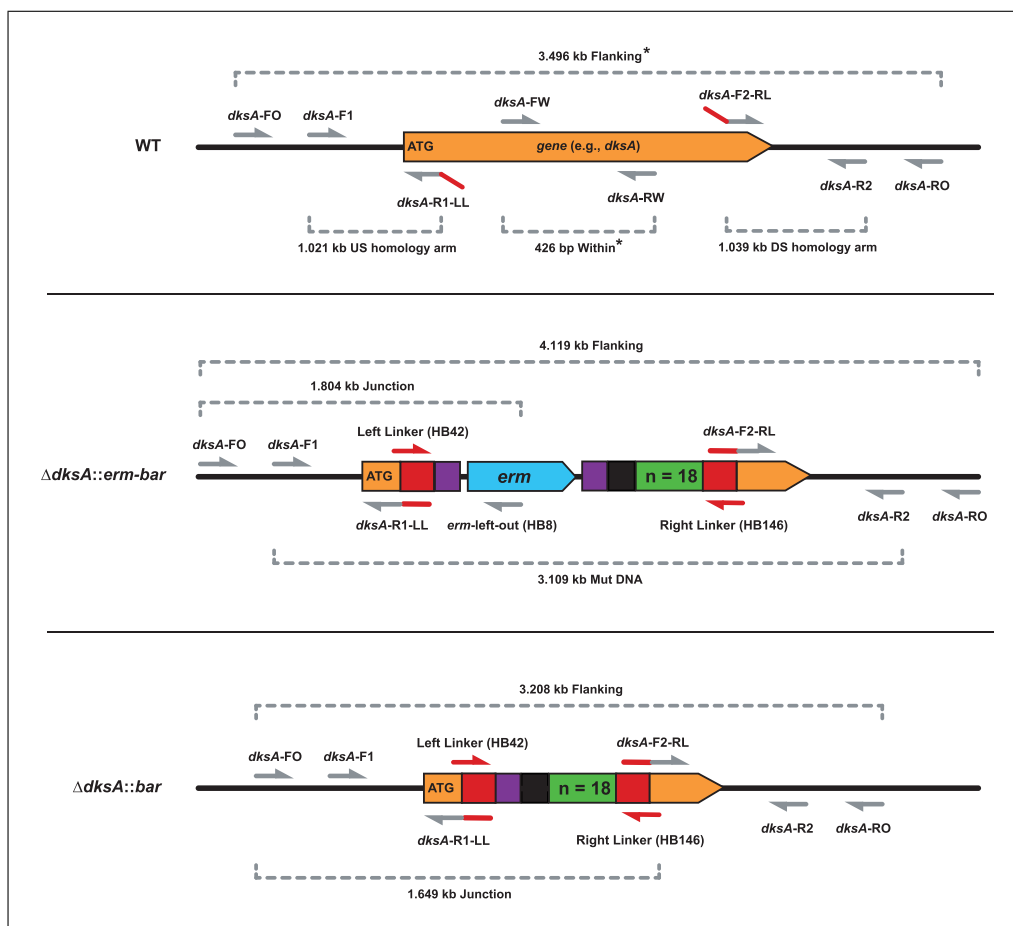 3.496 kb Flanking*
dksA-FO
dksA-F1
dksA-FW
dksA-F2-RL
WT
ATG
gene (e.g., dksA)
dksA-R1-LL
dksA-RW
dksA-R2
dksA-RO
1.021 kb US homology arm
426 bp Within*
1.039 kb DS homology arm
4.119 kb Flanking
1.804 kb Junction
dksA-FO
dksA-F1
Left Linker (HB42)
dksA-F2-RL
ΔdksA::erm-bar
ATG
erm
n = 18
dksA-R1-LL
erm-left-out (HB8)
Right Linker (HB146)
dksA-R2
dksA-RO
3.109 kb Mut DNA
3.208 kb Flanking
dksA-FO
dksA-F1
Left Linker (HB42)
dksA-F2-RL
ΔdksA::bar
ATG
n = 18
dksA-R1-LL
Right Linker (HB146)
dksA-R2
dksA-RO
1.649 kb Junction